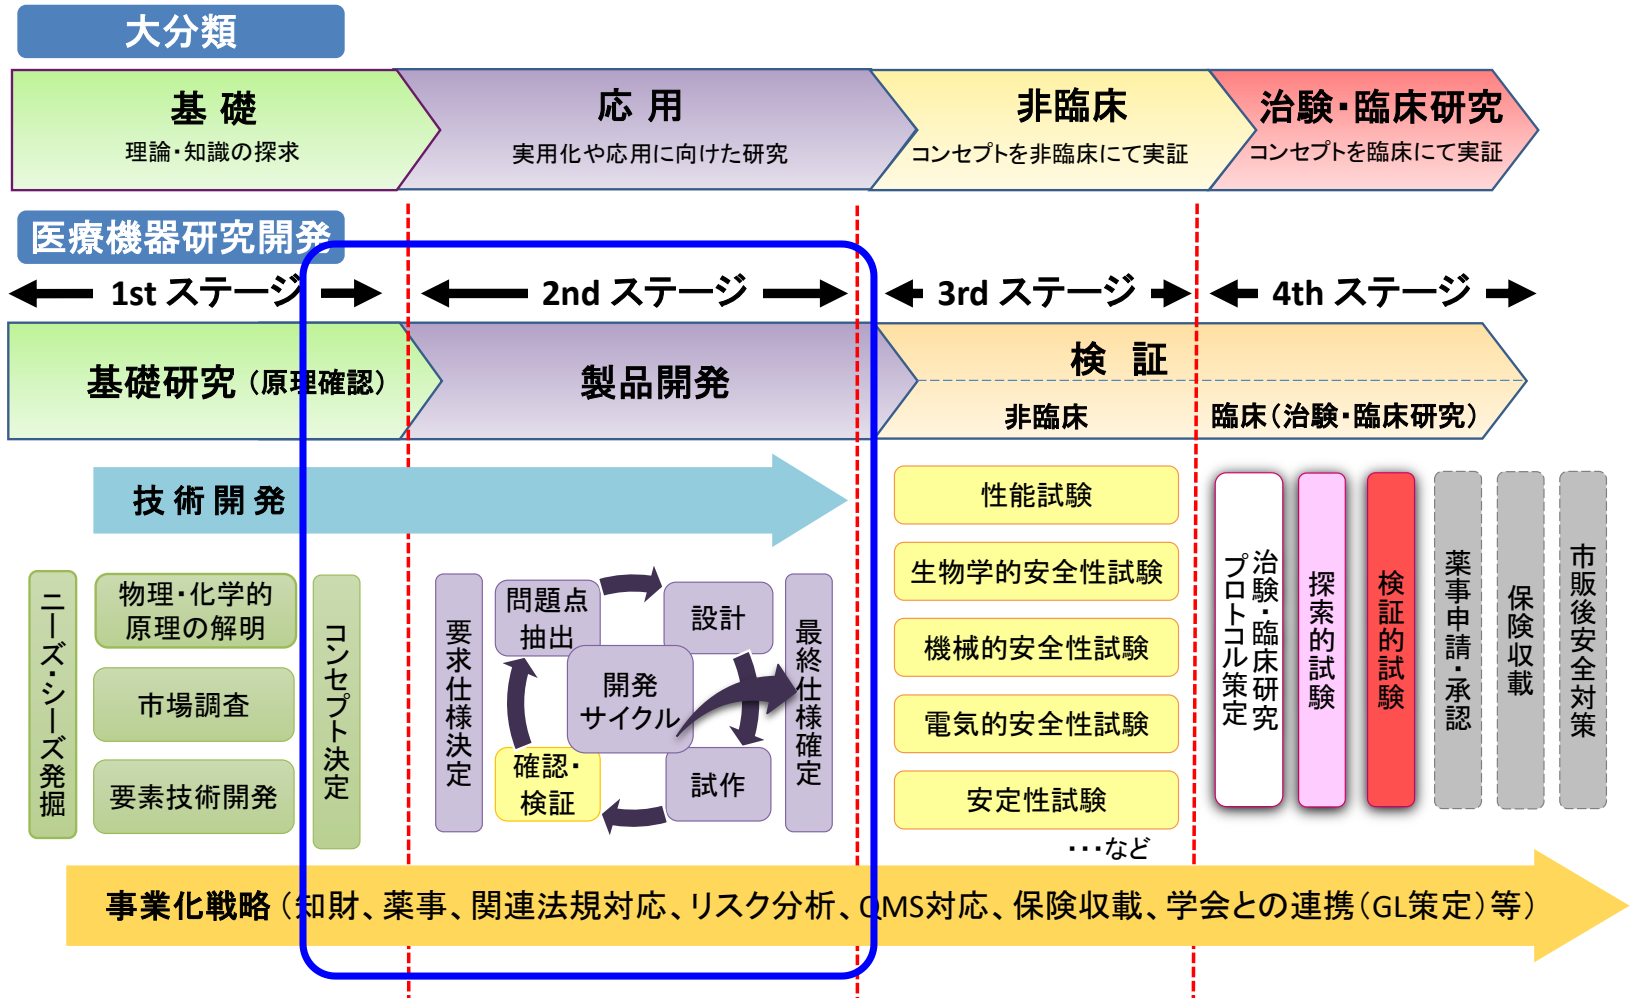 大分類
基 礎
理論・知識の探求
応 用
実用化や応用に向けた研究
非臨床
コンセプトを非臨床にて実証
治験・臨床研究
コンセプトを臨床にて実証
医療機器研究開発
1st ステージ
2nd ステージ
3rd ステージ
4th ステージ
基礎研究（原理確認）
製品開発
検 証
非臨床
臨床（治験・臨床研究）
技 術 開 発
ニーズ・シーズ発掘
物理・化学的
原理の解明
市場調査
要素技術開発
コンセプト決定
要求仕様決定
問題点
抽出
設計
開発
サイクル
確認・
検証
試作
最終仕様確定
性能試験
生物学的安全性試験
機械的安全性試験
電気的安全性試験
安定性試験
・・・など
治験・臨床研究
プロトコル策定
探索的試験
検証的試験
薬事申請・承認
保険収載
市販後安全対策
事業化戦略（知財、薬事、関連法規対応、リスク分析、QMS対応、保険収載、学会との連携（GL策定）等）